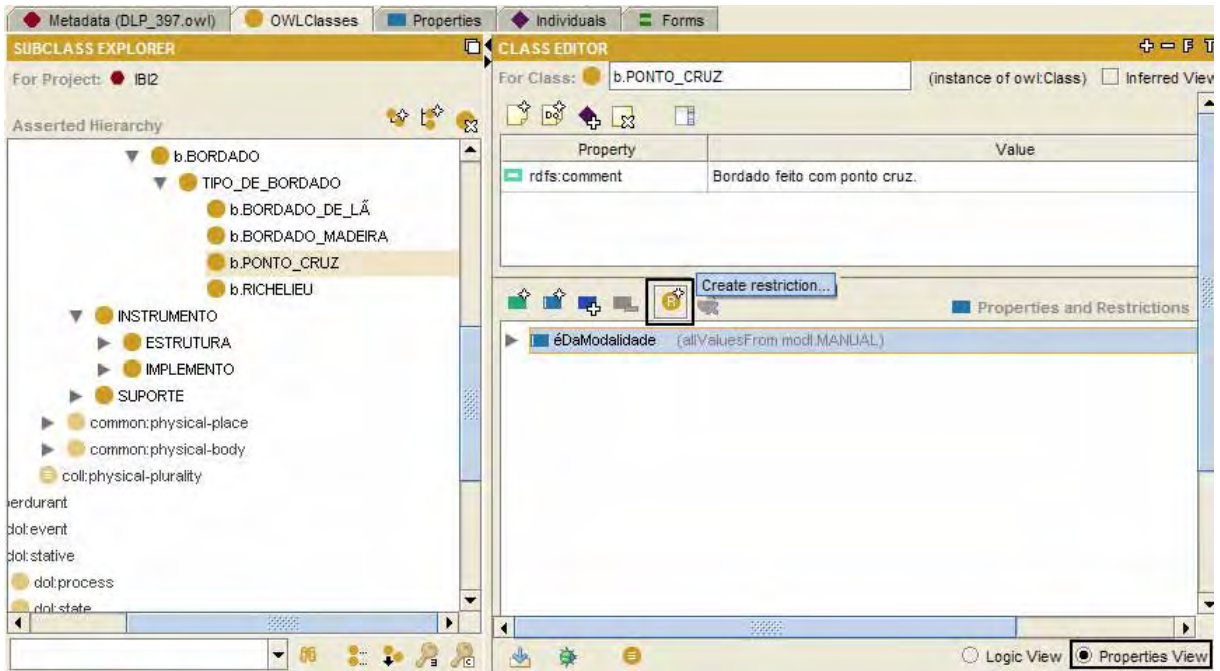 Metadata (DLP_397.owl) OWLClasses Properties Individuals Forms
SUBCLASS EXPLORER
For Project: IBI2
Asserted Hierarchy
b.BORDADO
TIPO_DE_BORDADO
b.BORDADO_DE_LÃ
b.BORDADO_MADEIRA
b.PONTO_CRUZ
b.RICHELIEU
INSTRUMENTO
ESTRUTURA
IMPLEMENTO
SUPORTE
common:physical-place
common:physical-body
coll:physical-plurality
perdurant
dol:event
dol:stative
dol:process
dol:state
CLASS EDITOR
F T
For Class: b.PONTO_CRUZ (instance of owl:Class) Inferred View
Property Value
rdfs:comment Bordado feito com ponto cruz.
Create restriction...
Properties and Restrictions
éDaModalidade (allValuesFrom modl.MANUAL)
Logic View Properties View